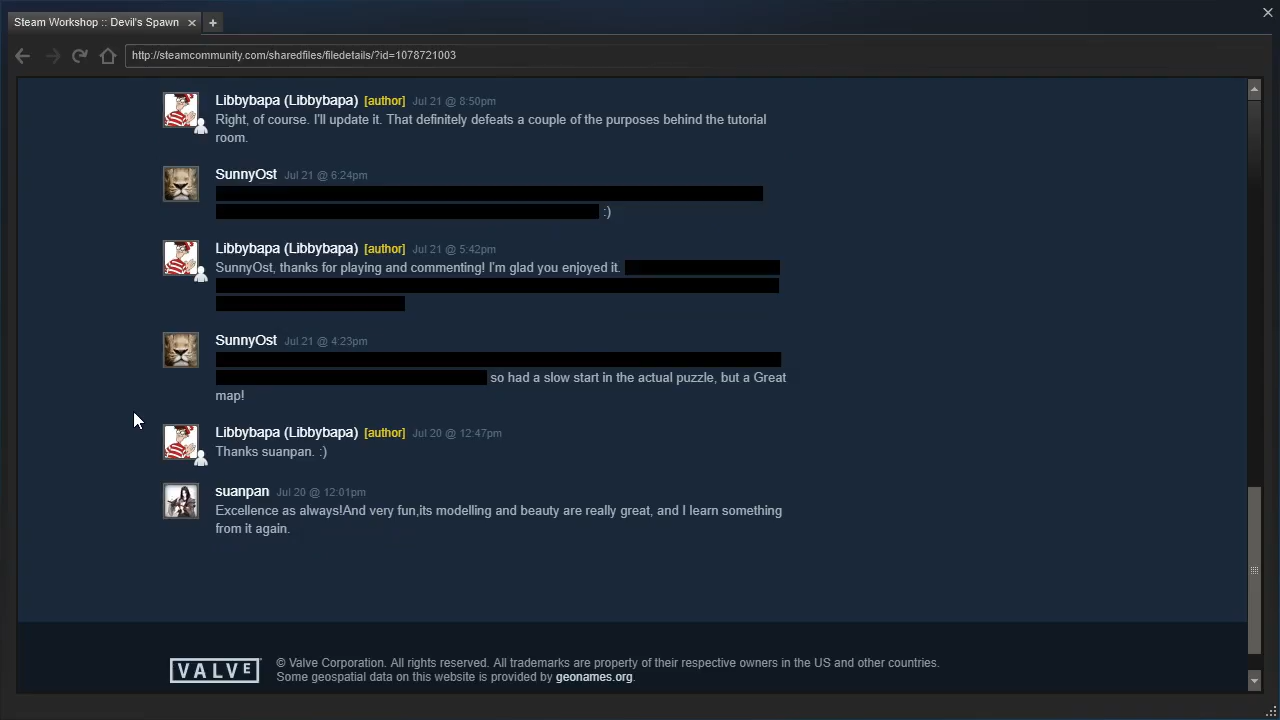 Steam Workshop :: Devil's Spawn
http://steamcommunity.com/sharedfiles/filedetails/?id=1078721003
Libbybapa (Libbybapa) [author] Jul 21 @ 8:50pm
Right, of course. I'll update it. That definitely defeats a couple of the purposes behind the tutorial
room.
SunnyOst Jul 21 @ 6:24pm
:)
Libbybapa (Libbybapa) [author] Jul 21 @ 5:42pm
SunnyOst, thanks for playing and commenting! I'm glad you enjoyed it.
SunnyOst Jul 21 @ 4:23pm
so had a slow start in the actual puzzle, but a Great
map!
Libbybapa (Libbybapa) [author] Jul 20 @ 12:47pm
Thanks suanpan. :)
suanpan Jul 20 @ 12:01pm
Excellence as always!And very fun,its modelling and beauty are really great, and I learn something
from it again.
VALVE
© Valve Corporation. All rights reserved. All trademarks are property of their respective owners in the US and other countries.
Some geospatial data on this website is provided by geonames.org.